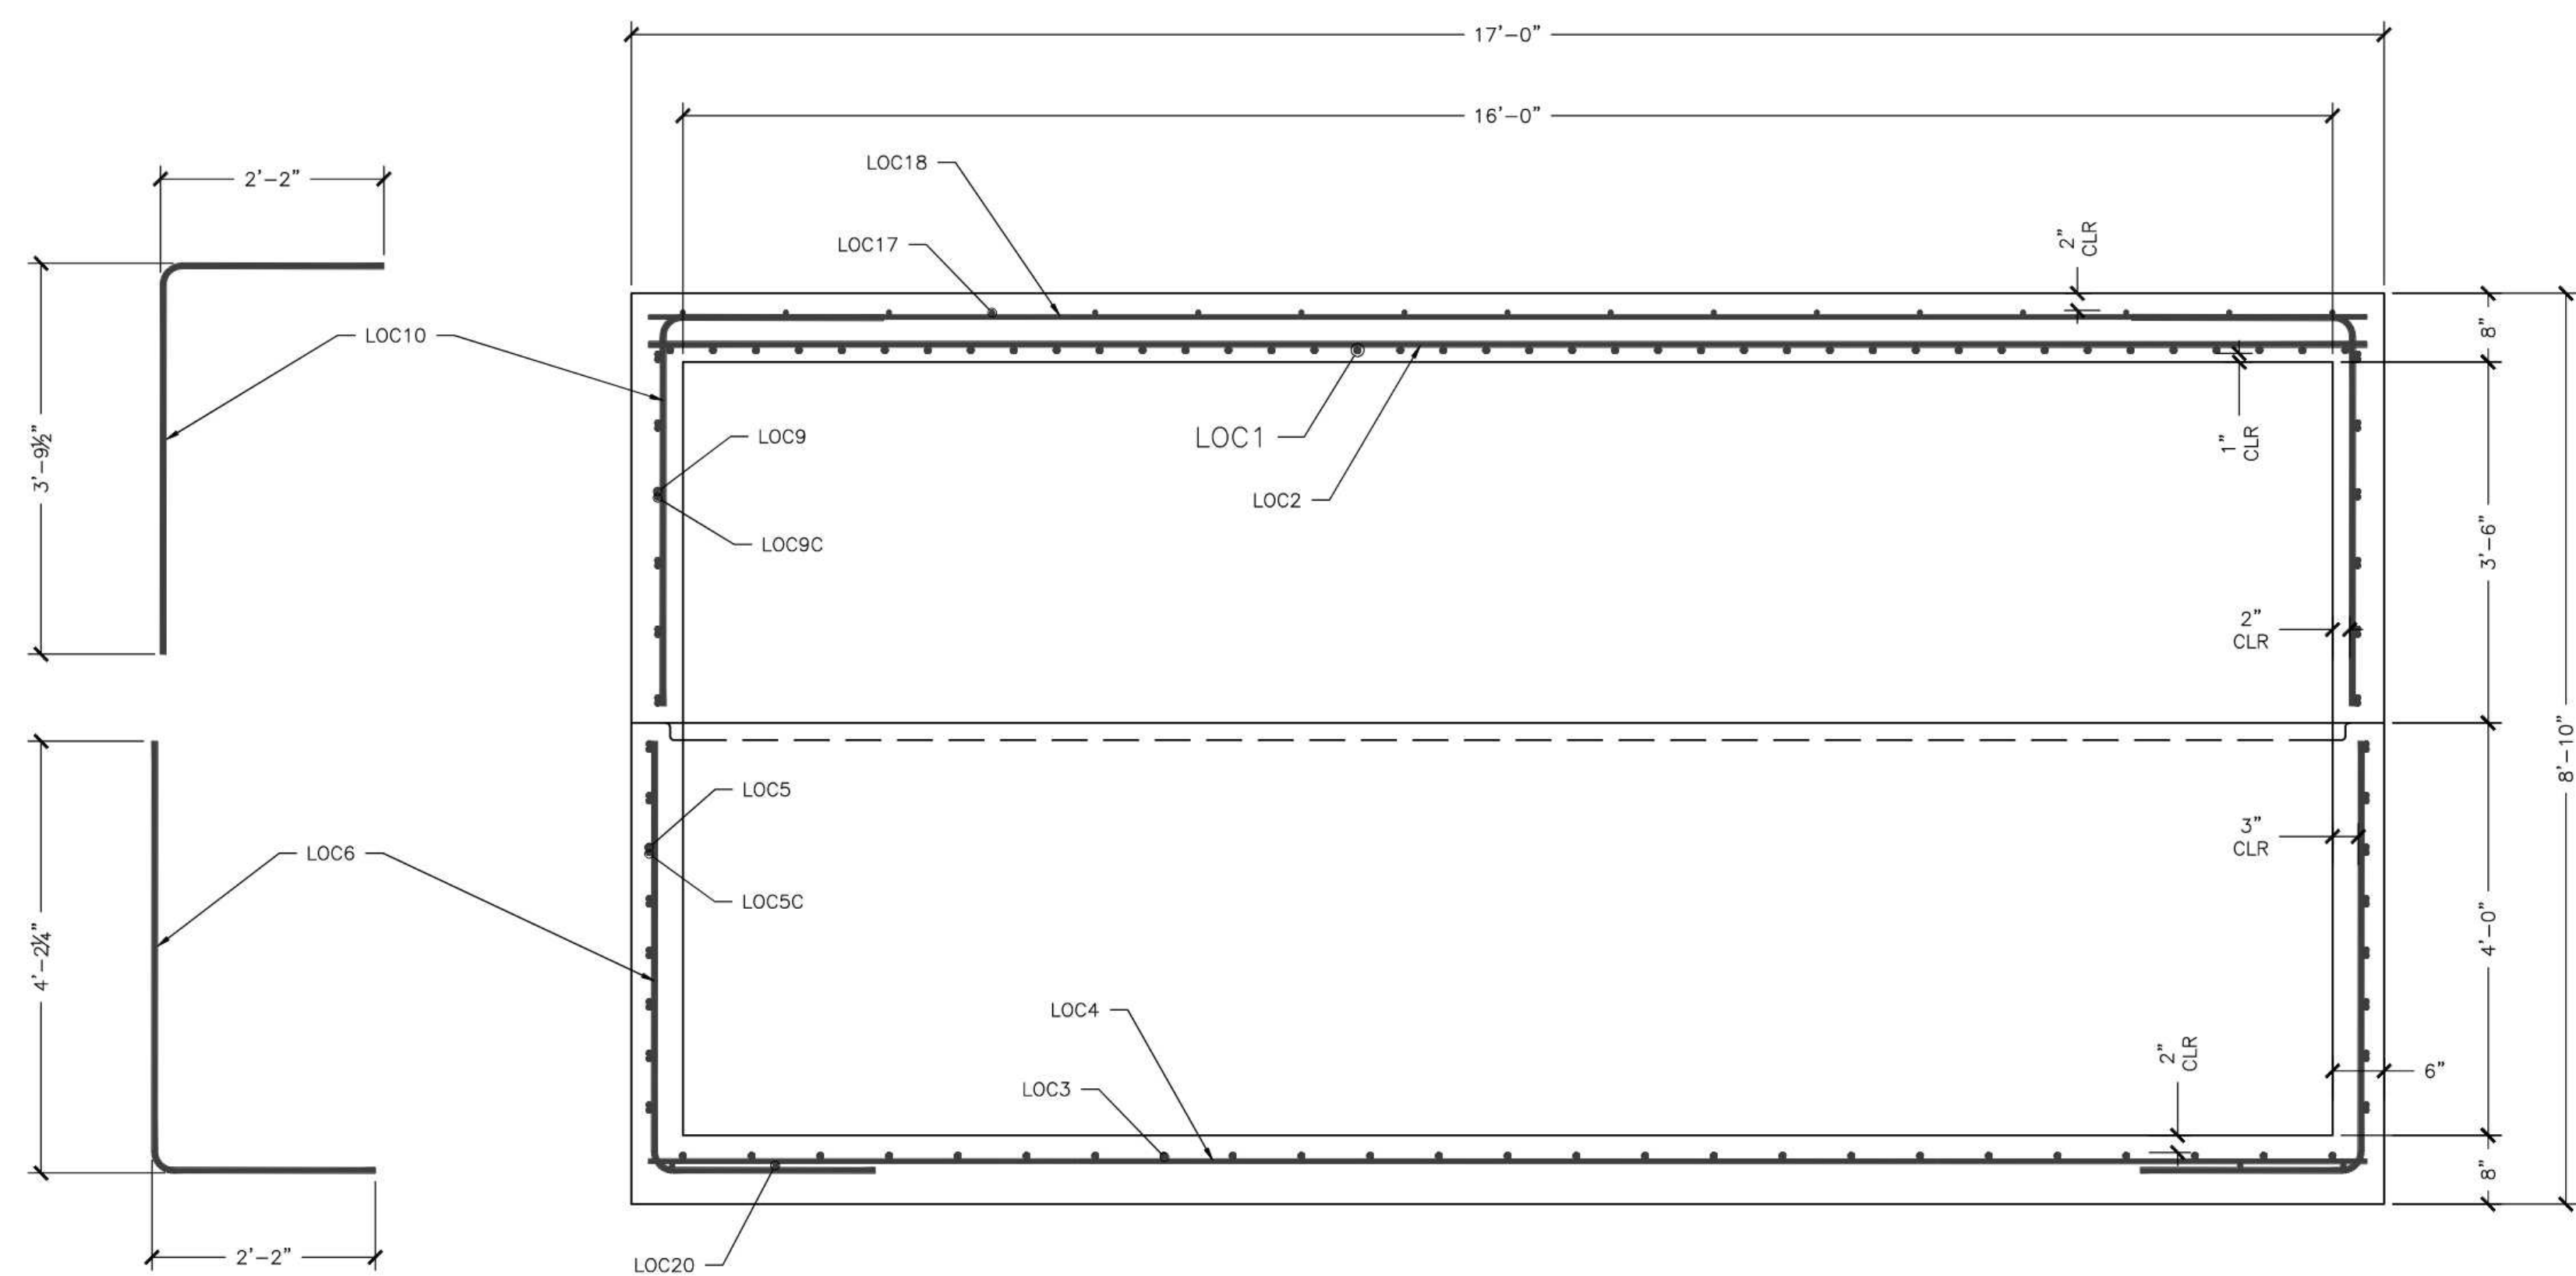 17'-0"
16'-0"
LOC18
2'-2"
LOC17
2"
CLR
8"
LOC10
3'-9½"
LOC9
LOC1
1"
CLR
LOC2
LOC9C
3'-6"
2"
CLR
8'-10"
LOC5
3"
CLR
LOC6
LOC5C
4'-2¼"
4'-0"
LOC4
2"
CLR
6"
LOC3
8"
2'-2"
LOC20